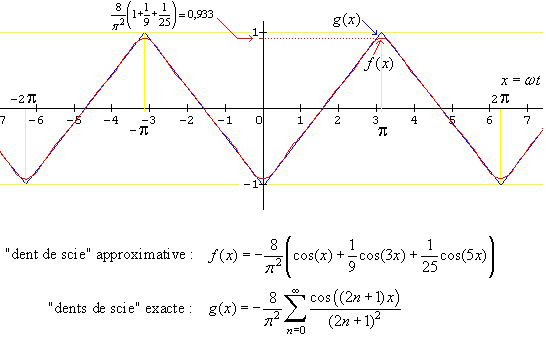 8/π² (1+1/9+1/25) = 0,933
1
g(x)
f(x)
x = ωt
−2π
2π
7 −6 −5 −4 −3 −2 −1 0 1 2 3 4 5 6 7
−π
π
−1
"dent de scie" approximative : f(x) = −8/π² (cos(x) + 1/9 cos(3x) + 1/25 cos(5x))
"dents de scie" exacte : g(x) = −8/π² ∑_{n=0}^{∞} cos((2n+1)x)/(2n+1)²